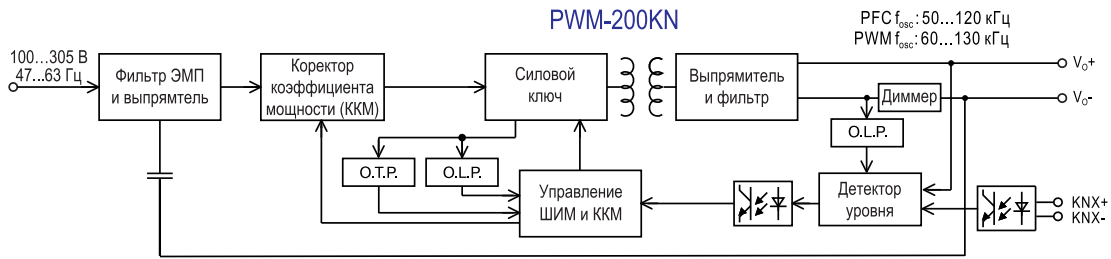 PWM-200KN
PFC fosc: 50...120 кГц
PWM fosc: 60...130 кГц
100...305 В
47...63 Гц
Фильтр ЭМП
и выпрямтель
Коректор
коэффициента
мощности (ККМ)
Силовой
ключ
Выпрямитель
и фильтр
Vo+
Диммер
Vo-
O.L.P.
O.T.P.
O.L.P.
Управление
ШИМ и ККМ
Детектор
уровня
KNX+
KNX-